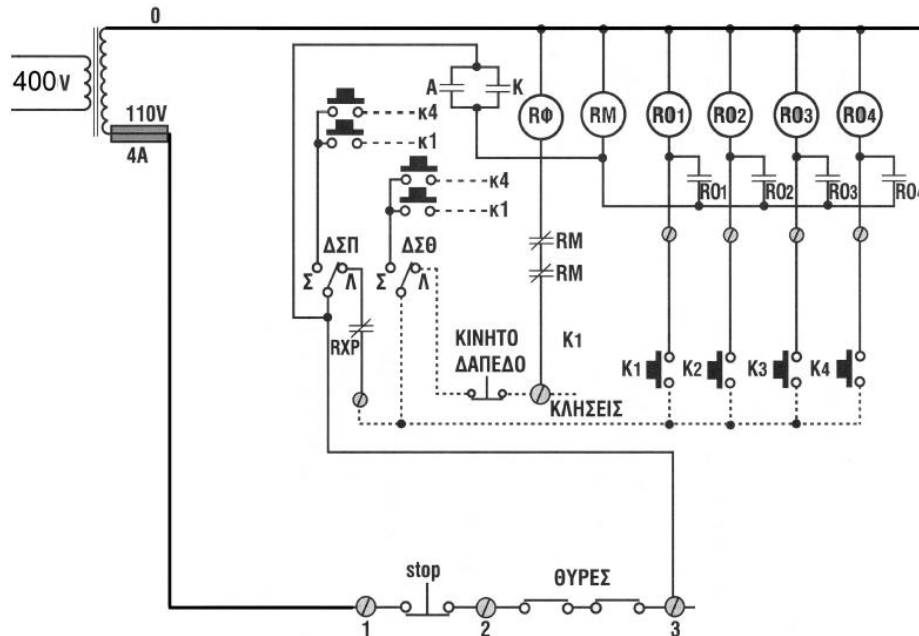 0
400V
110V
4A
A
K
RΦ
RM
RO1
RO2
RO3
RO4
κ4
κ1
κ4
κ1
RO1
RO2
RO3
RO4
RM
RM
ΔΣΠ
Σ
Λ
ΔΣΘ
Σ
Λ
RXP
ΚΙΝΗΤΟ
ΔΑΠΕΔΟ
K1
ΚΛΗΣΕΙΣ
K1
K2
K3
K4
stop
ΘΥΡΕΣ
1
2
3